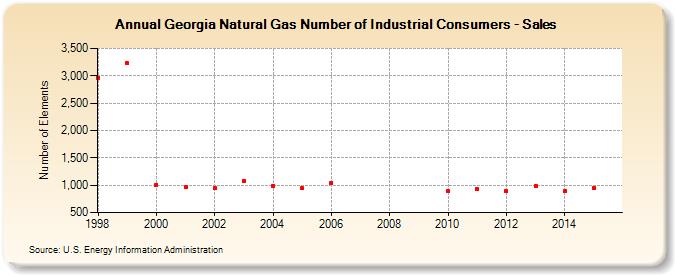 Annual Georgia Natural Gas Number of Industrial Consumers - Sales
Number of Elements
3,500
3,000
2,500
2,000
1,500
1,000
500
1998 2000 2002 2004 2006 2008 2010 2012 2014
Source: U.S. Energy Information Administration